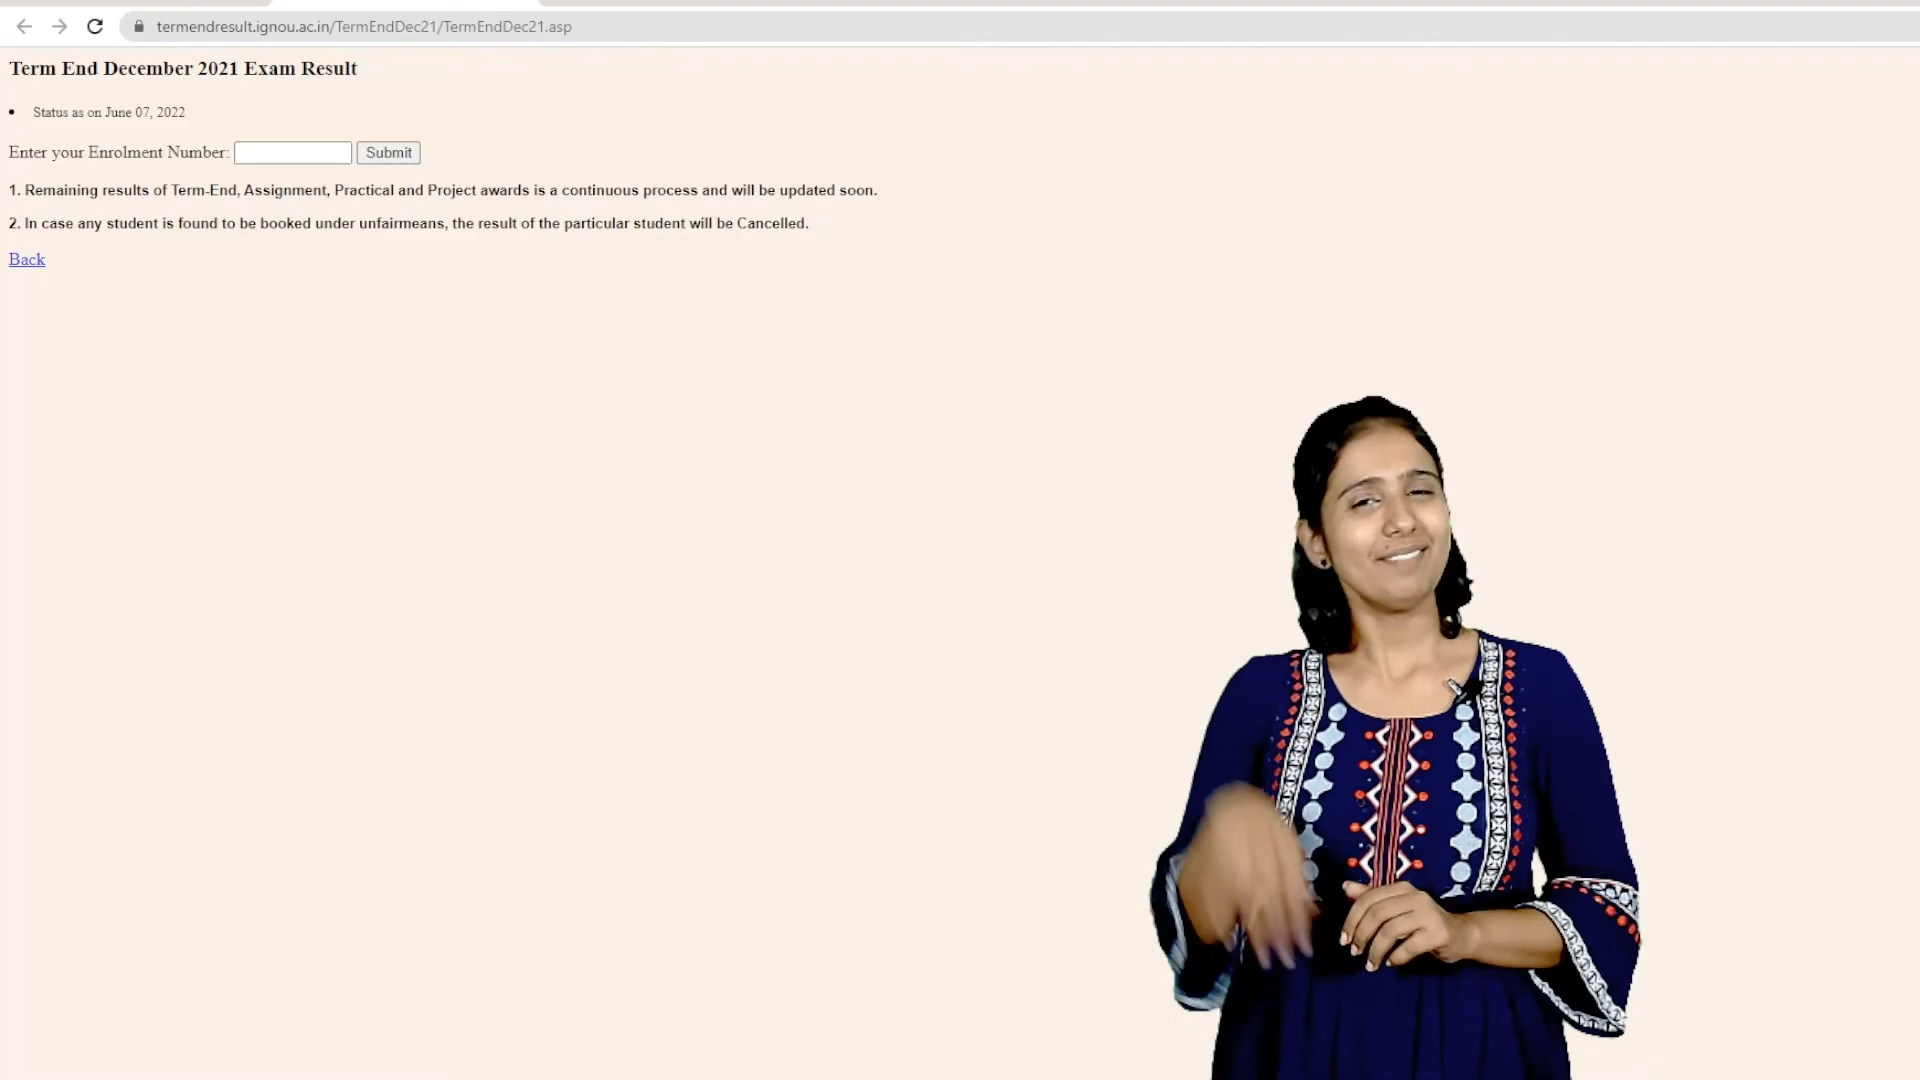 termendresult.ignou.ac.in/TermEndDec21/TermEndDec21.asp
Term End December 2021 Exam Result
• Status as on June 07, 2022
Enter your Enrolment Number: Submit
1. Remaining results of Term-End, Assignment, Practical and Project awards is a continuous process and will be updated soon.
2. In case any student is found to be booked under unfairmeans, the result of the particular student will be Cancelled.
Back